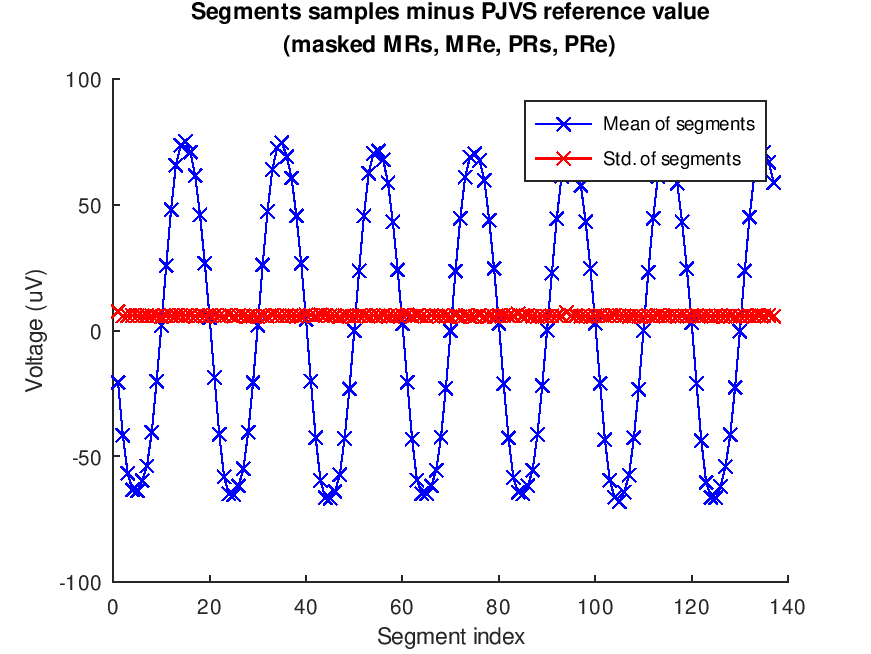 Segments samples minus PJVS reference value
(masked MRs, MRe, PRs, PRe)
100
50
0
-50
-100
Voltage (uV)
Mean of segments
Std. of segments
0 20 40 60 80 100 120 140
Segment index